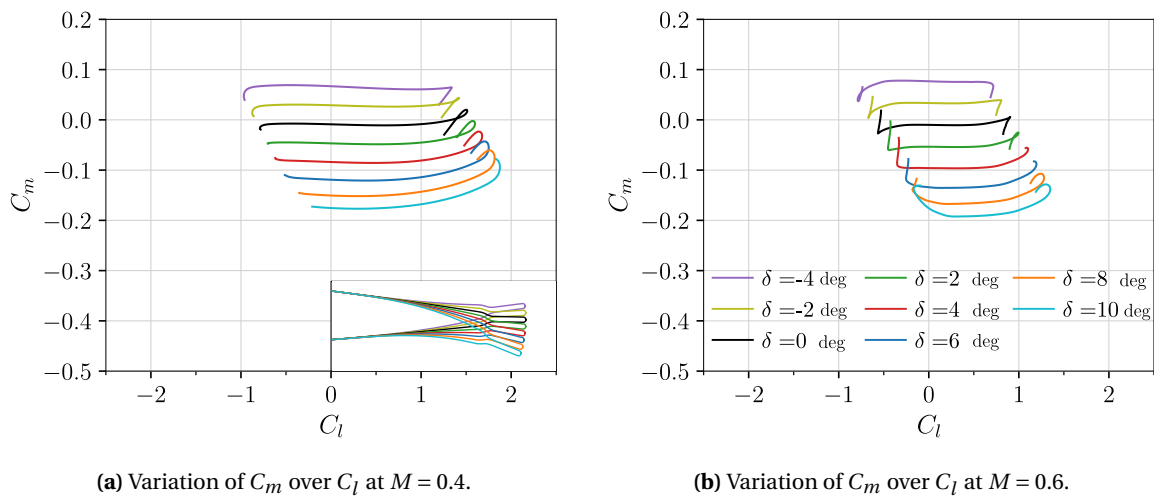 0.2
0.1
0.0
−0.1
−0.2
−0.3
−0.4
−0.5
C_m
−2 −1 0 1 2
C_l
(a) Variation of C_m over C_l at M = 0.4.
0.2
0.1
0.0
−0.1
−0.2
−0.3
−0.4
−0.5
C_m
δ =-4 deg δ =2 deg δ =8 deg
δ =-2 deg δ =4 deg δ =10 deg
δ =0 deg δ =6 deg
−2 −1 0 1 2
C_l
(b) Variation of C_m over C_l at M = 0.6.